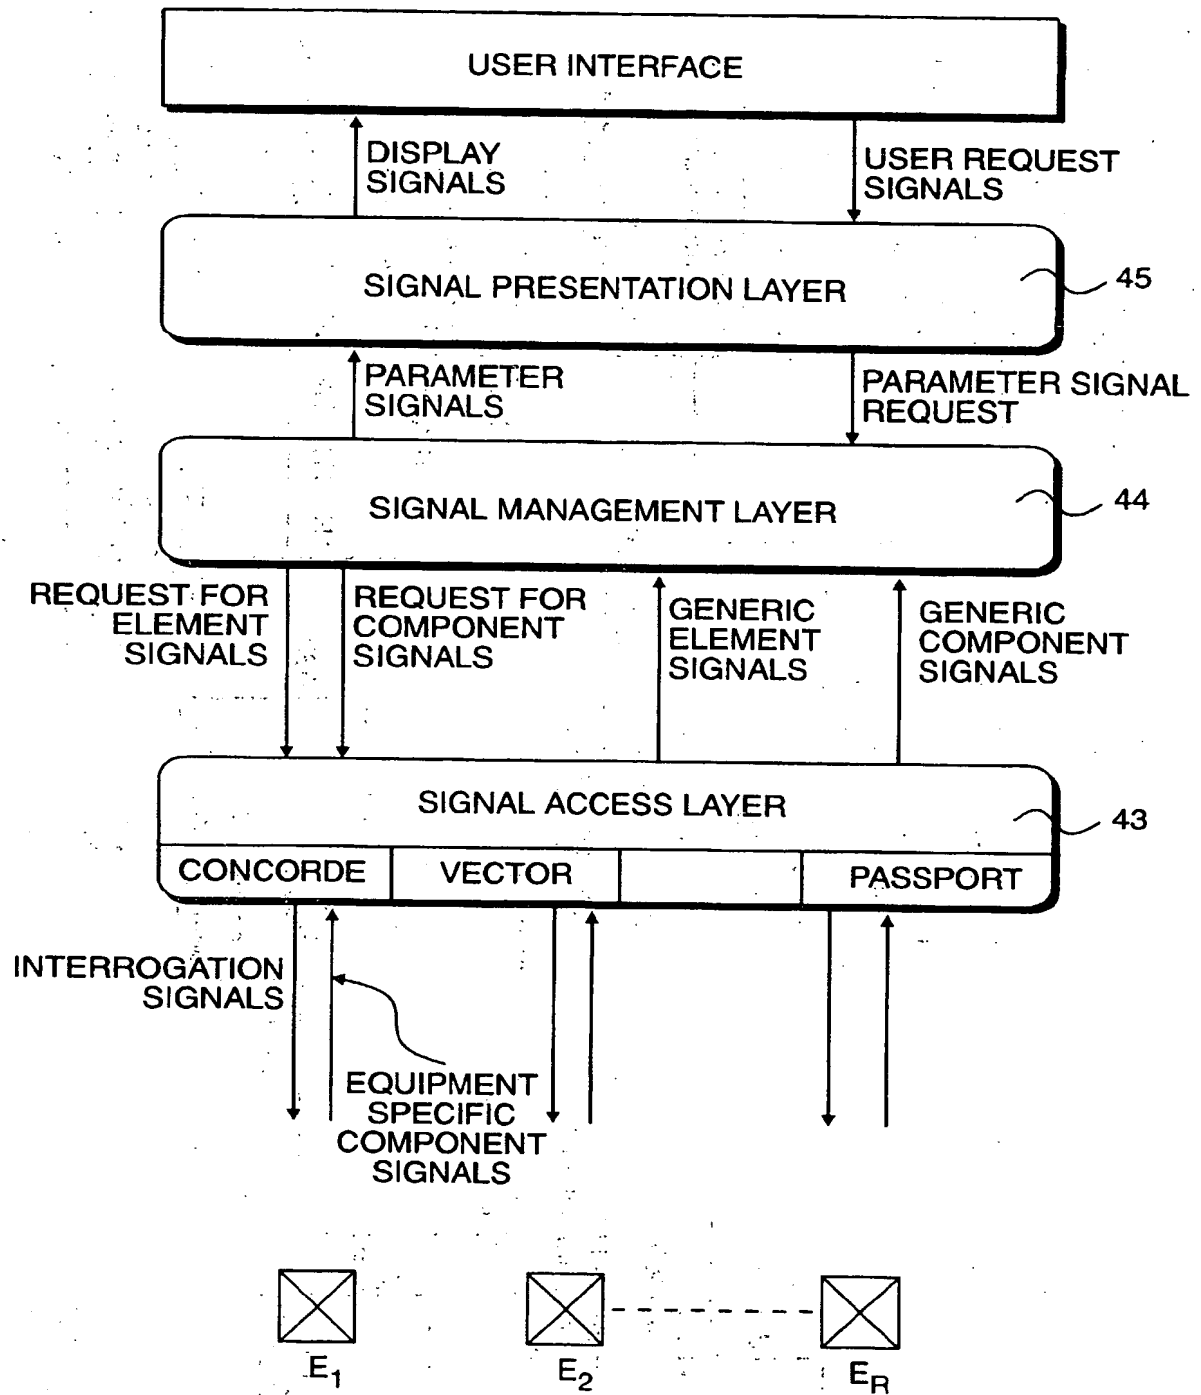 USER INTERFACE
DISPLAY
SIGNALS
USER REQUEST
SIGNALS
SIGNAL PRESENTATION LAYER
45
PARAMETER
SIGNALS
PARAMETER SIGNAL
REQUEST
SIGNAL MANAGEMENT LAYER
44
REQUEST FOR
ELEMENT
SIGNALS
REQUEST FOR
COMPONENT
SIGNALS
GENERIC
ELEMENT
SIGNALS
GENERIC
COMPONENT
SIGNALS
SIGNAL ACCESS LAYER
43
CONCORDE
VECTOR
PASSPORT
INTERROGATION
SIGNALS
EQUIPMENT
SPECIFIC
COMPONENT
SIGNALS
E1
E2
ER